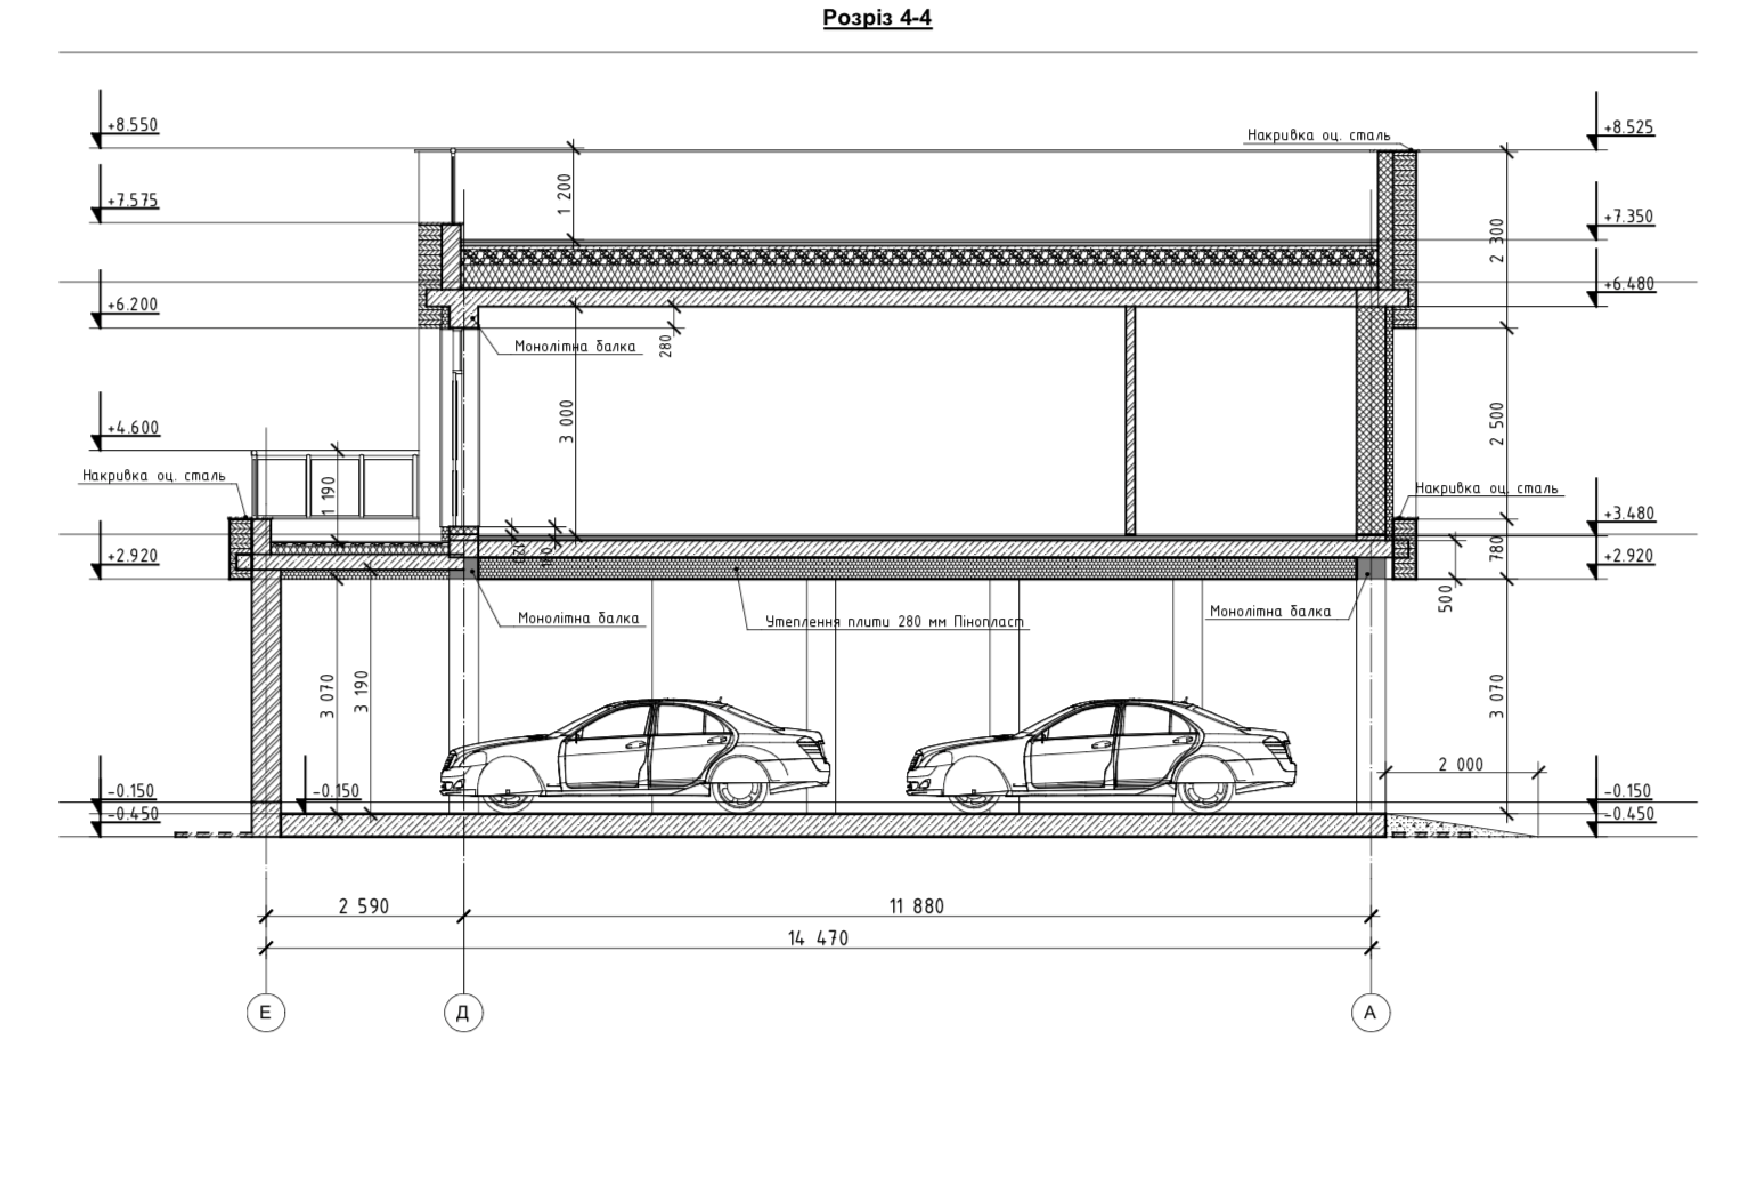 Розріз 4-4
+8.550
+8.525
Накривка оц. сталь
+7.575
1 200
+7.350
2 300
+6.480
+6.200
Монолітна балка
280
3 000
2 500
+4.600
Накривка оц. сталь
1 190
Накривка оц. сталь
+3.480
+2.920
120
780
+2.920
500
Монолітна балка
Утеплення плити 280 мм Пінопласт
Монолітна балка
3 070
3 190
3 070
2 000
-0.150
-0.150
-0.150
-0.450
-0.450
2 590
11 880
14 470
Е
Д
А